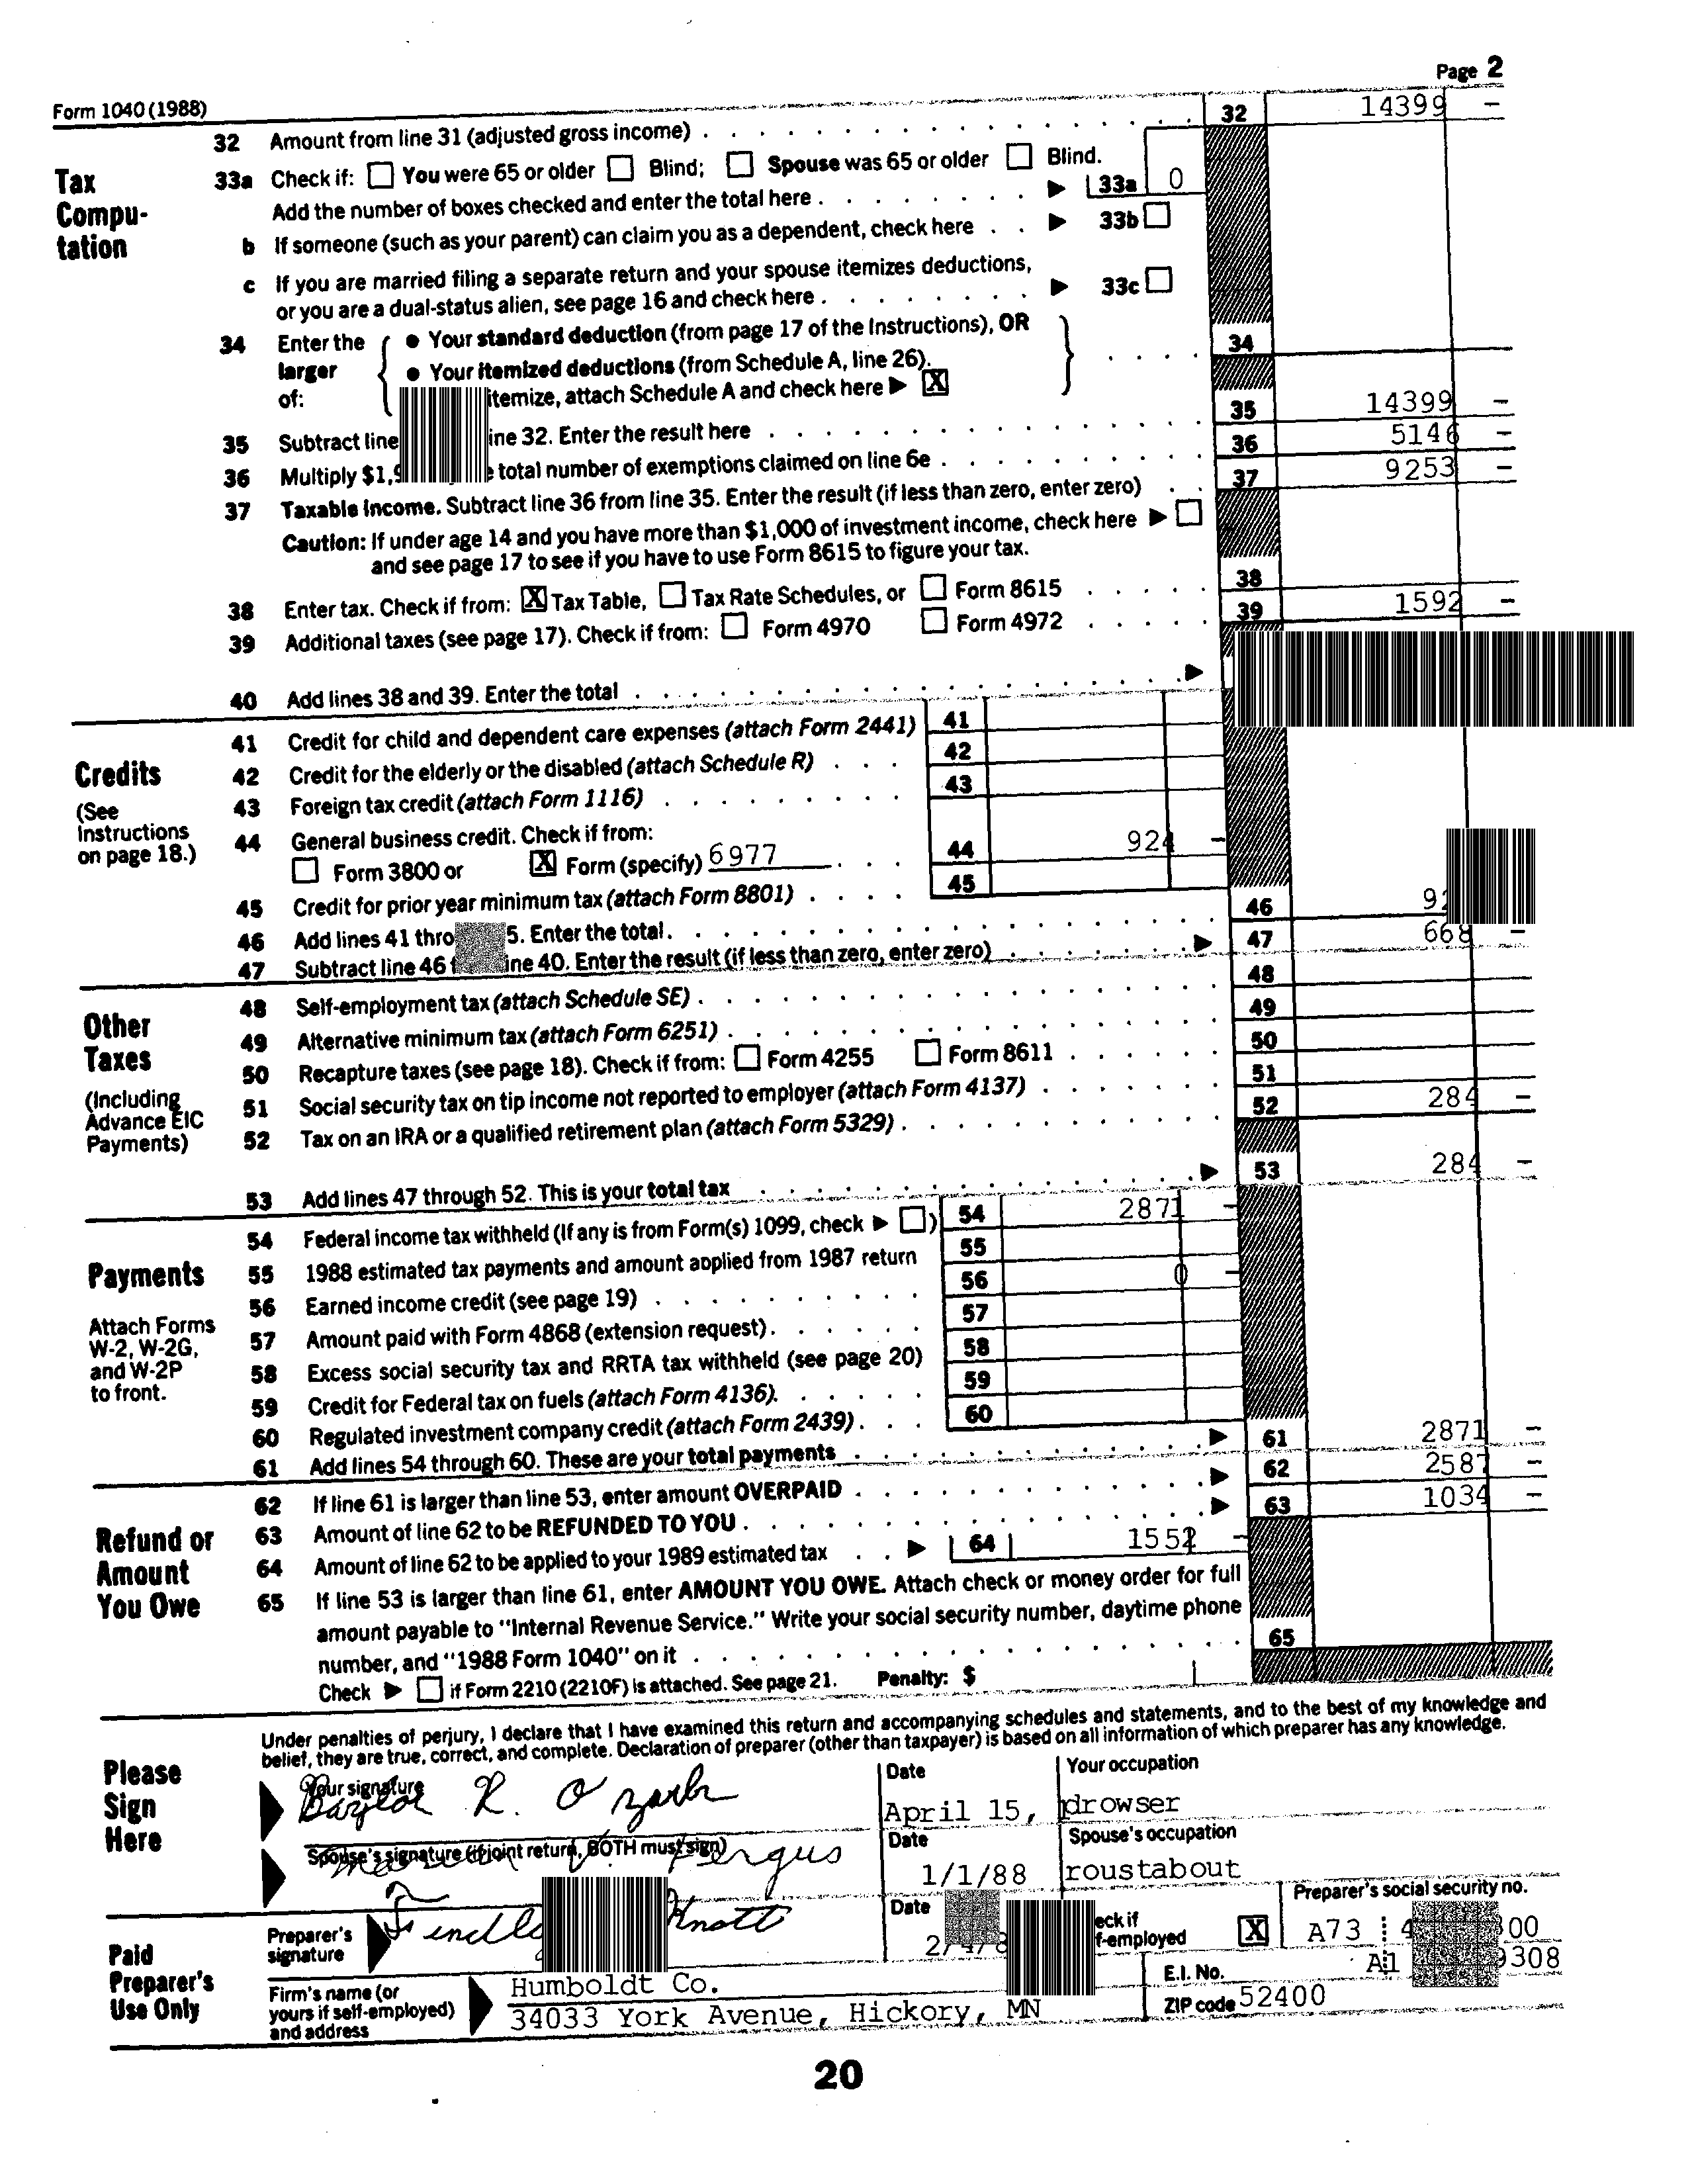 Page 2
Form 1040 (1988)
32 Amount from line 31 (adjusted gross income) 32 14399 –
Tax Compu- tation
33a Check if: You were 65 or older Blind; Spouse was 65 or older Blind.
Add the number of boxes checked and enter the total here 33a 0
b If someone (such as your parent) can claim you as a dependent, check here 33b
c If you are married filing a separate return and your spouse itemizes deductions,
or you are a dual-status alien, see page 16 and check here 33c
34 Enter the larger of:
• Your standard deduction (from page 17 of the Instructions), OR 34
• Your itemized deductions (from Schedule A, line 26).
itemize, attach Schedule A and check here X
35 Subtract line ine 32. Enter the result here 35 14399 –
36 Multiply $1,9 total number of exemptions claimed on line 6e 36 5146 –
37 Taxable income. Subtract line 36 from line 35. Enter the result (if less than zero, enter zero) 37 9253 –
Caution: If under age 14 and you have more than $1,000 of investment income, check here
and see page 17 to see if you have to use Form 8615 to figure your tax.
38 Enter tax. Check if from: X Tax Table, Tax Rate Schedules, or Form 8615 38
39 Additional taxes (see page 17). Check if from: Form 4970 Form 4972 39 1592 –
40 Add lines 38 and 39. Enter the total
Credits
(See Instructions on page 18.)
41 Credit for child and dependent care expenses (attach Form 2441) 41
42 Credit for the elderly or the disabled (attach Schedule R) 42
43 Foreign tax credit (attach Form 1116) 43
44 General business credit. Check if from:
Form 3800 or X Form (specify) 6977 44 924 –
45 Credit for prior year minimum tax (attach Form 8801) 45
46 Add lines 41 thro 5. Enter the total. 46 92
47 Subtract line 46 ine 40. Enter the result (if less than zero, enter zero) 47 668 –
Other Taxes
(Including Advance EIC Payments)
48 Self-employment tax (attach Schedule SE) 48
49 Alternative minimum tax (attach Form 6251) 49
50 Recapture taxes (see page 18). Check if from: Form 4255 Form 8611 50
51 Social security tax on tip income not reported to employer (attach Form 4137) 51
52 Tax on an IRA or a qualified retirement plan (attach Form 5329) 52 284 –
53 Add lines 47 through 52. This is your total tax 53 284 –
Payments
Attach Forms W-2, W-2G, and W-2P to front.
54 Federal income tax withheld (If any is from Form(s) 1099, check ) 54 2871 –
55 1988 estimated tax payments and amount applied from 1987 return 55
56 Earned income credit (see page 19) 56 0 –
57 Amount paid with Form 4868 (extension request) 57
58 Excess social security tax and RRTA tax withheld (see page 20) 58
59 Credit for Federal tax on fuels (attach Form 4136). 59
60 Regulated investment company credit (attach Form 2439) 60
61 Add lines 54 through 60. These are your total payments 61 2871 –
Refund or Amount You Owe
62 If line 61 is larger than line 53, enter amount OVERPAID 62 2587 –
63 Amount of line 62 to be REFUNDED TO YOU 63 1034 –
64 Amount of line 62 to be applied to your 1989 estimated tax 64 1552 –
65 If line 53 is larger than line 61, enter AMOUNT YOU OWE. Attach check or money order for full
amount payable to "Internal Revenue Service." Write your social security number, daytime phone
number, and "1988 Form 1040" on it 65
Check if Form 2210 (2210F) is attached. See page 21. Penalty: $
Please Sign Here
Under penalties of perjury, I declare that I have examined this return and accompanying schedules and statements, and to the best of my knowledge and
belief, they are true, correct, and complete. Declaration of preparer (other than taxpayer) is based on all information of which preparer has any knowledge.
Your signature Date Your occupation
Baylor R. Ozark April 15, drowser
Spouse's signature (if joint return, BOTH must sign) Date Spouse's occupation
Fergus 1/1/88 roustabout
Paid Preparer's Use Only
Preparer's signature Knott Date eck if f-employed X Preparer's social security no. A73 4 00
Firm's name (or yours if self-employed) and address
Humboldt Co. E.I. No. A1 9308
34033 York Avenue, Hickory, MN ZIP code 52400
20